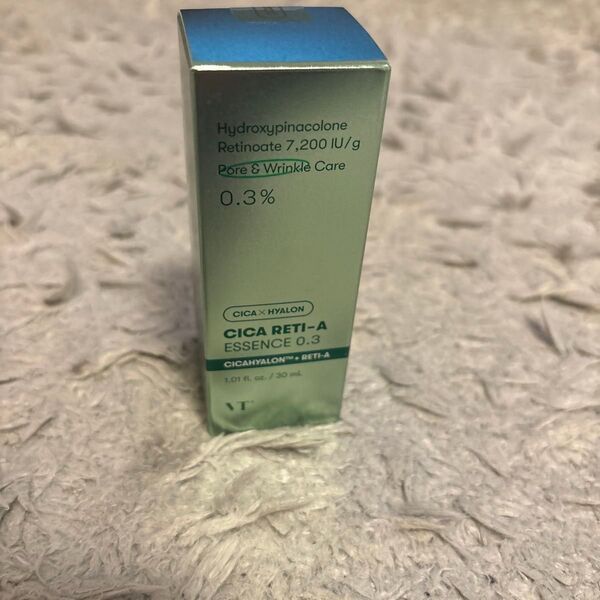 Hydroxypinacolone
Retinoate 7,200 IU/g
Pore & Wrinkle Care
0.3%
CICA × HYALON
CICA RETI-A
ESSENCE 0.3
CICAHYALON™ + RETI-A
1.01 fl. oz. / 30 mL
VT